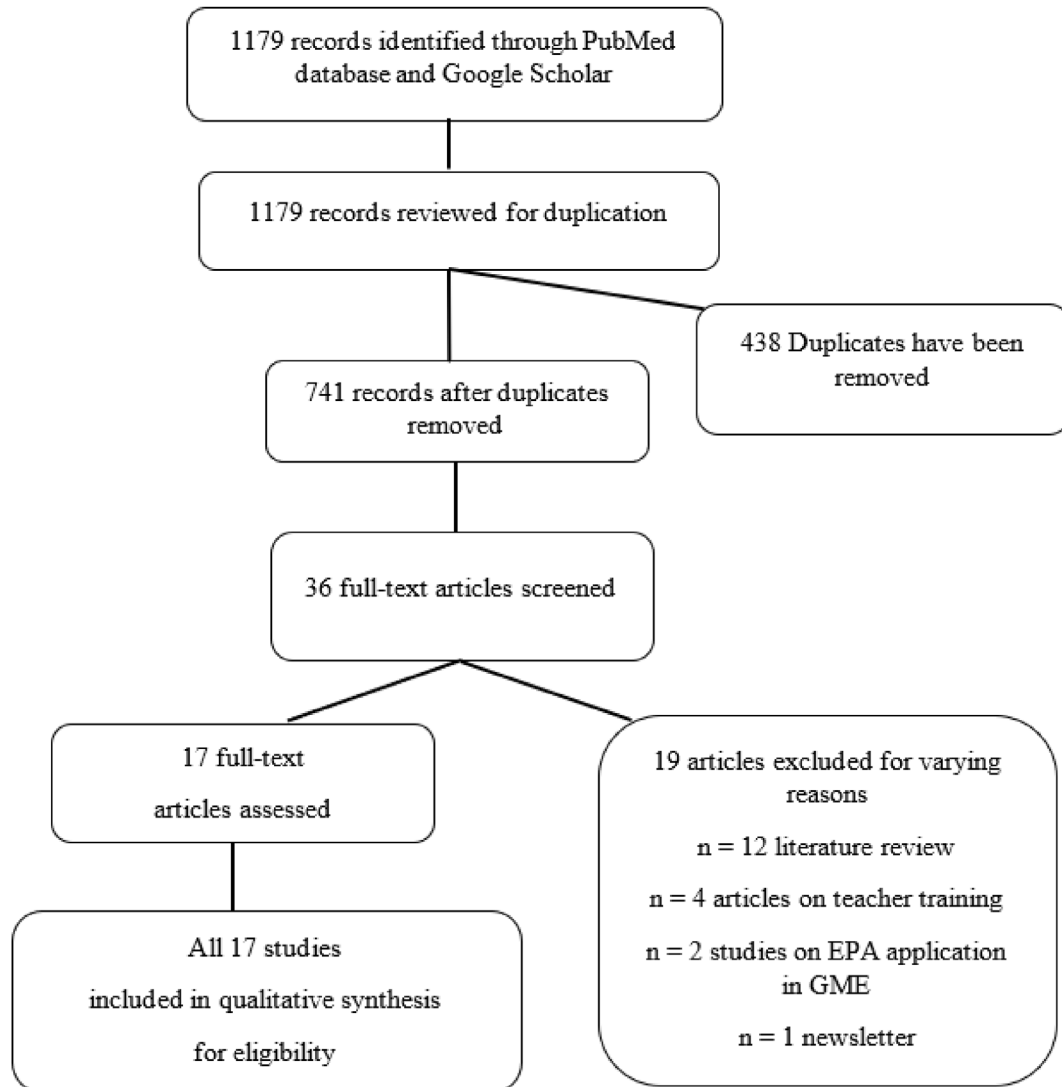 1179 records identified through PubMed
database and Google Scholar
1179 records reviewed for duplication
438 Duplicates have been
removed
741 records after duplicates
removed
36 full-text articles screened
17 full-text
articles assessed
19 articles excluded for varying
reasons
n = 12 literature review
n = 4 articles on teacher training
n = 2 studies on EPA application
in GME
n = 1 newsletter
All 17 studies
included in qualitative synthesis
for eligibility